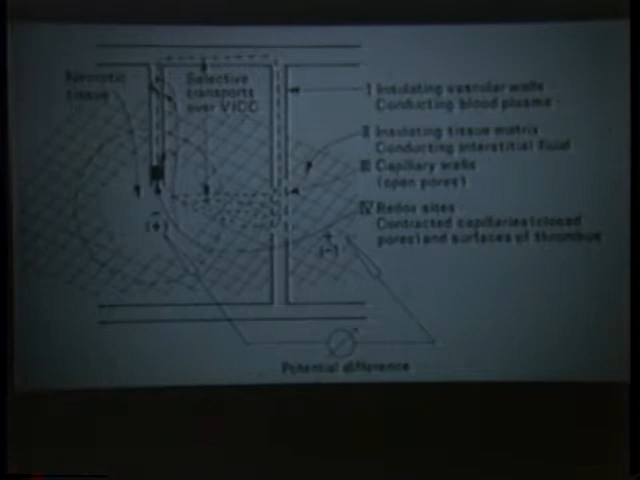 Necrotic
tissue
Selective
transports
over VICC
I Insulating vascular walls
Conducting blood plasma
II Insulating tissue matrix
Conducting interstitial fluid
III Capillary walls
(open pores)
IV Redox sites
Contracted capillaries (closed
pores) and surfaces of thrombus
−
(+)
+
(−)
Potential difference